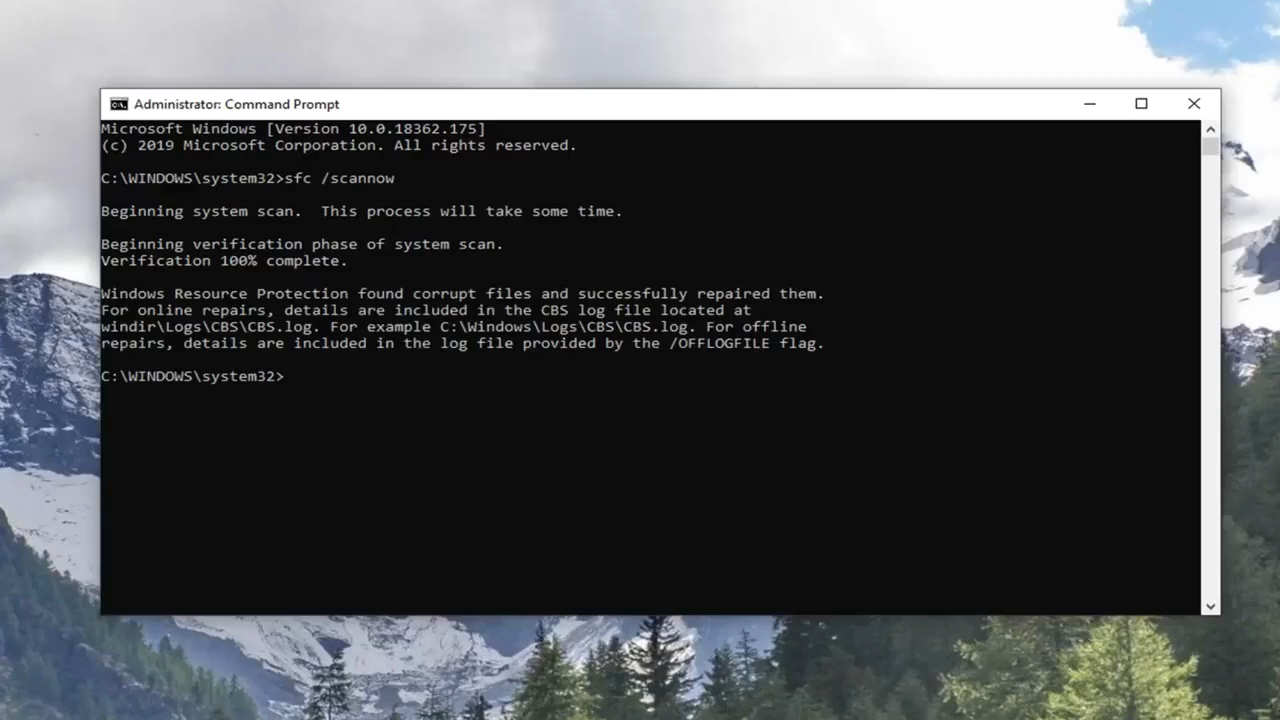 Administrator: Command Prompt
Microsoft Windows [Version 10.0.18362.175]
(c) 2019 Microsoft Corporation. All rights reserved.
C:\WINDOWS\system32>sfc /scannow
Beginning system scan.  This process will take some time.
Beginning verification phase of system scan.
Verification 100% complete.
Windows Resource Protection found corrupt files and successfully repaired them.
For online repairs, details are included in the CBS log file located at
windir\Logs\CBS\CBS.log. For example C:\Windows\Logs\CBS\CBS.log. For offline
repairs, details are included in the log file provided by the /OFFLOGFILE flag.
C:\WINDOWS\system32>